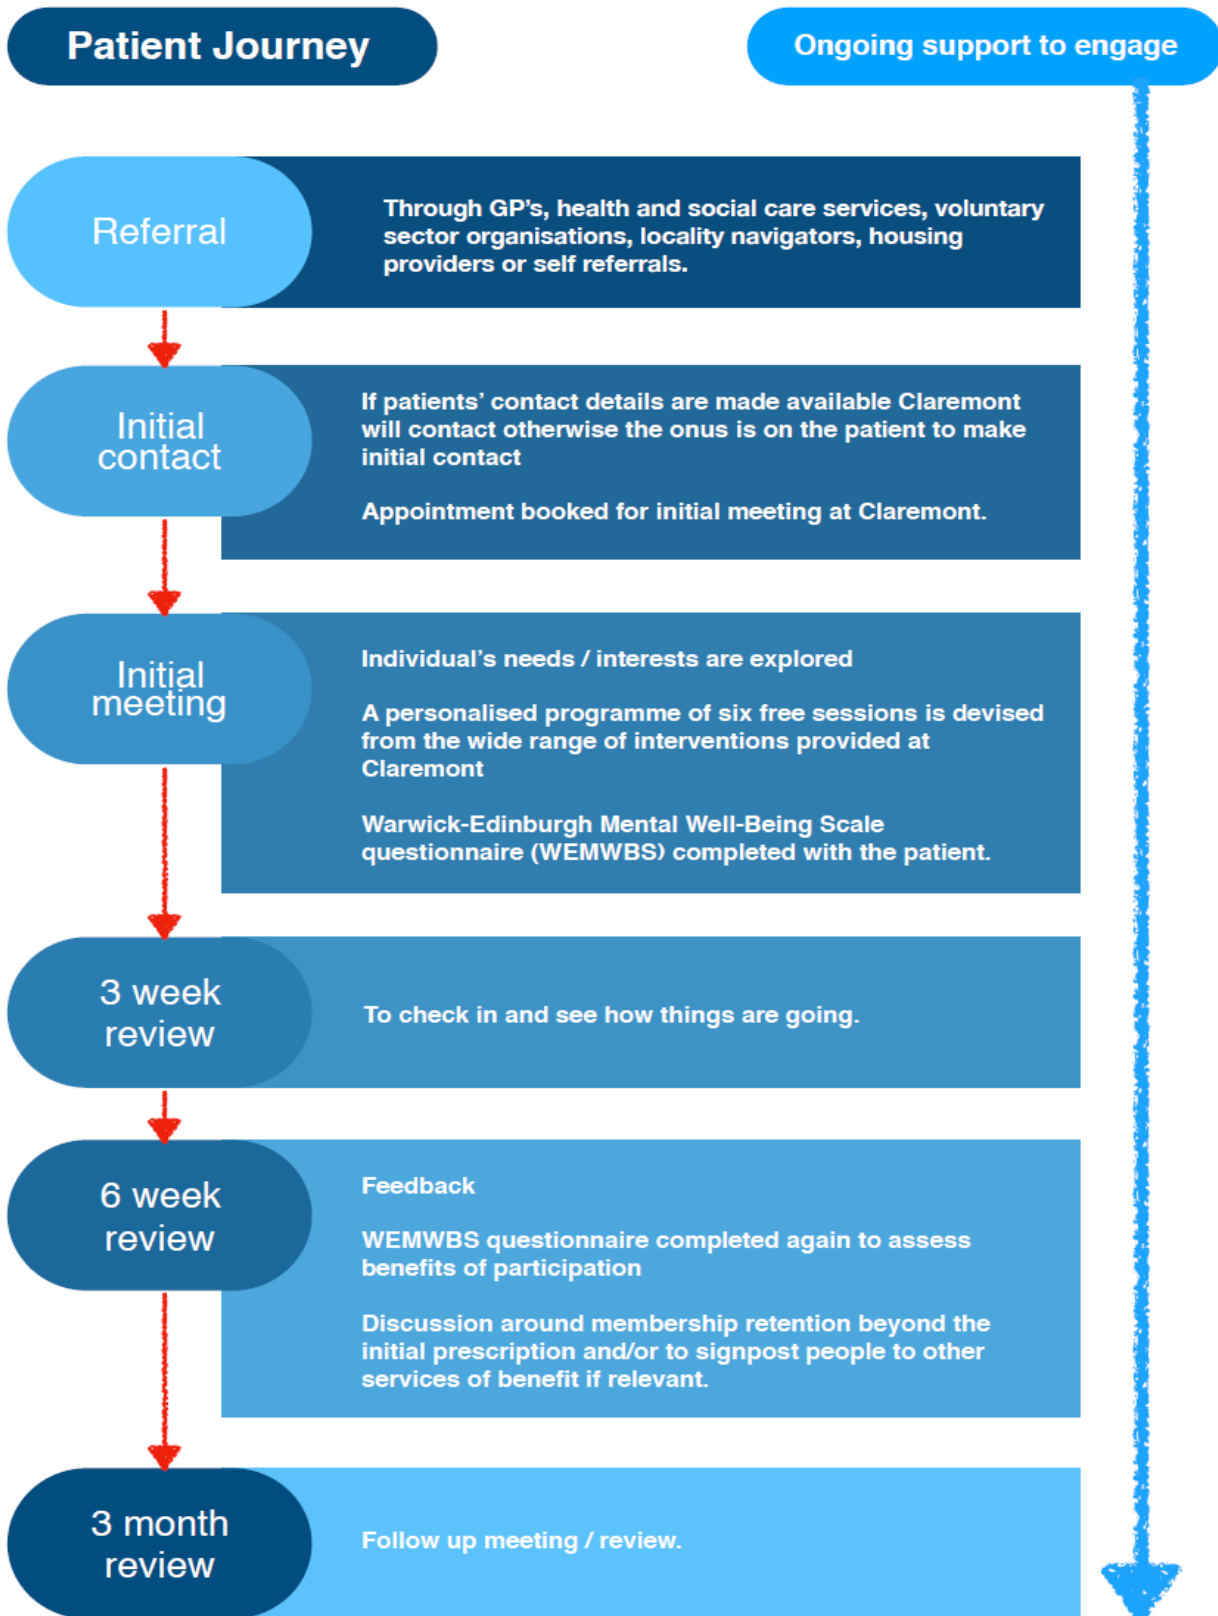 Patient Journey
Ongoing support to engage
Referral
Through GP's, health and social care services, voluntary
sector organisations, locality navigators, housing
providers or self referrals.
Initial
contact
If patients' contact details are made available Claremont
will contact otherwise the onus is on the patient to make
initial contact
Appointment booked for initial meeting at Claremont.
Initial
meeting
Individual's needs / interests are explored
A personalised programme of six free sessions is devised
from the wide range of interventions provided at
Claremont
Warwick-Edinburgh Mental Well-Being Scale
questionnaire (WEMWBS) completed with the patient.
3 week
review
To check in and see how things are going.
6 week
review
Feedback
WEMWBS questionnaire completed again to assess
benefits of participation
Discussion around membership retention beyond the
initial prescription and/or to signpost people to other
services of benefit if relevant.
3 month
review
Follow up meeting / review.